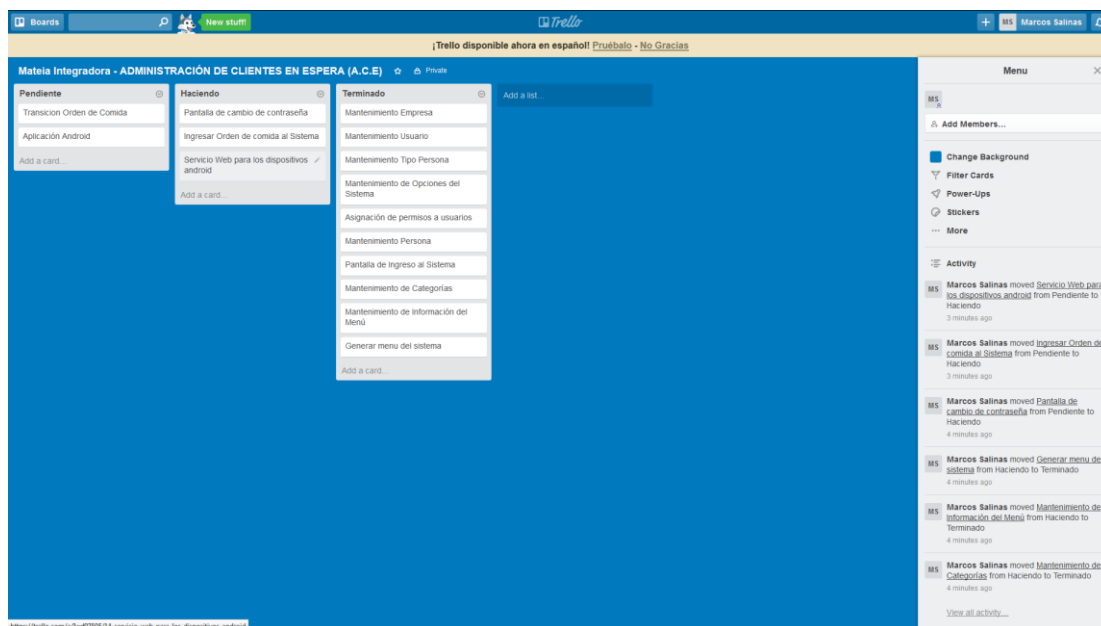 Boards
New stuff!
Trello
+
MS Marcos Salinas
¡Trello disponible ahora en español! Pruébalo - No Gracias
Mateia Integradora - ADMINISTRACIÓN DE CLIENTES EN ESPERA (A.C.E)
Private
Pendiente
Transicion Orden de Comida
Aplicación Android
Add a card...
Haciendo
Pantalla de cambio de contraseña
Ingresar Orden de comida al Sistema
Servicio Web para los dispositivos
android
Add a card...
Terminado
Mantenimiento Empresa
Mantenimiento Usuario
Mantenimiento Tipo Persona
Mantenimiento de Opciones del
Sistema
Asignación de permisos a usuarios
Mantenimiento Persona
Pantalla de Ingreso al Sistema
Mantenimiento de Categorías
Mantenimiento de Información del
Menú
Generar menu del sistema
Add a card...
Add a list...
Menu
MS
Add Members...
Change Background
Filter Cards
Power-Ups
Stickers
More
Activity
MS
Marcos Salinas moved Servicio Web para
los dispositivos android from Pendiente to
Haciendo
3 minutes ago
MS
Marcos Salinas moved Ingresar Orden de
comida al Sistema from Pendiente to
Haciendo
3 minutes ago
MS
Marcos Salinas moved Pantalla de
cambio de contraseña from Pendiente to
Haciendo
4 minutes ago
MS
Marcos Salinas moved Generar menu de
sistema from Haciendo to Terminado
4 minutes ago
MS
Marcos Salinas moved Mantenimiento de
Información del Menú from Haciendo to
Terminado
4 minutes ago
MS
Marcos Salinas moved Mantenimiento de
Categorías from Haciendo to Terminado
4 minutes ago
View all activity...